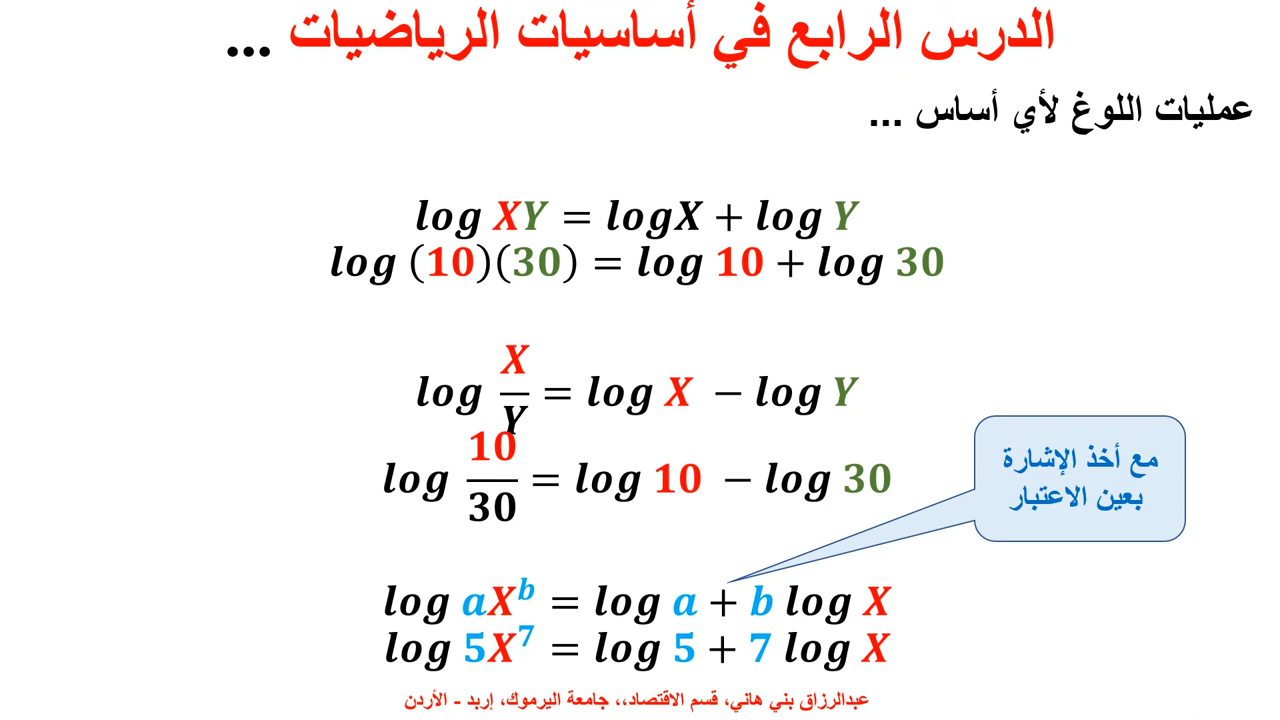 الدرس الرابع في أساسيات الرياضيات ...
عمليات اللوغ لأي أساس ...
log XY = logX + log Y
log (10)(30) = log 10 + log 30
log X/Y = log X − log Y
log 10/30 = log 10 − log 30
مع أخذ الإشارة
بعين الاعتبار
log aX^b = log a + b log X
log 5X^7 = log 5 + 7 log X
عبدالرزاق بني هاني، قسم الاقتصاد،، جامعة اليرموك، إربد - الأردن